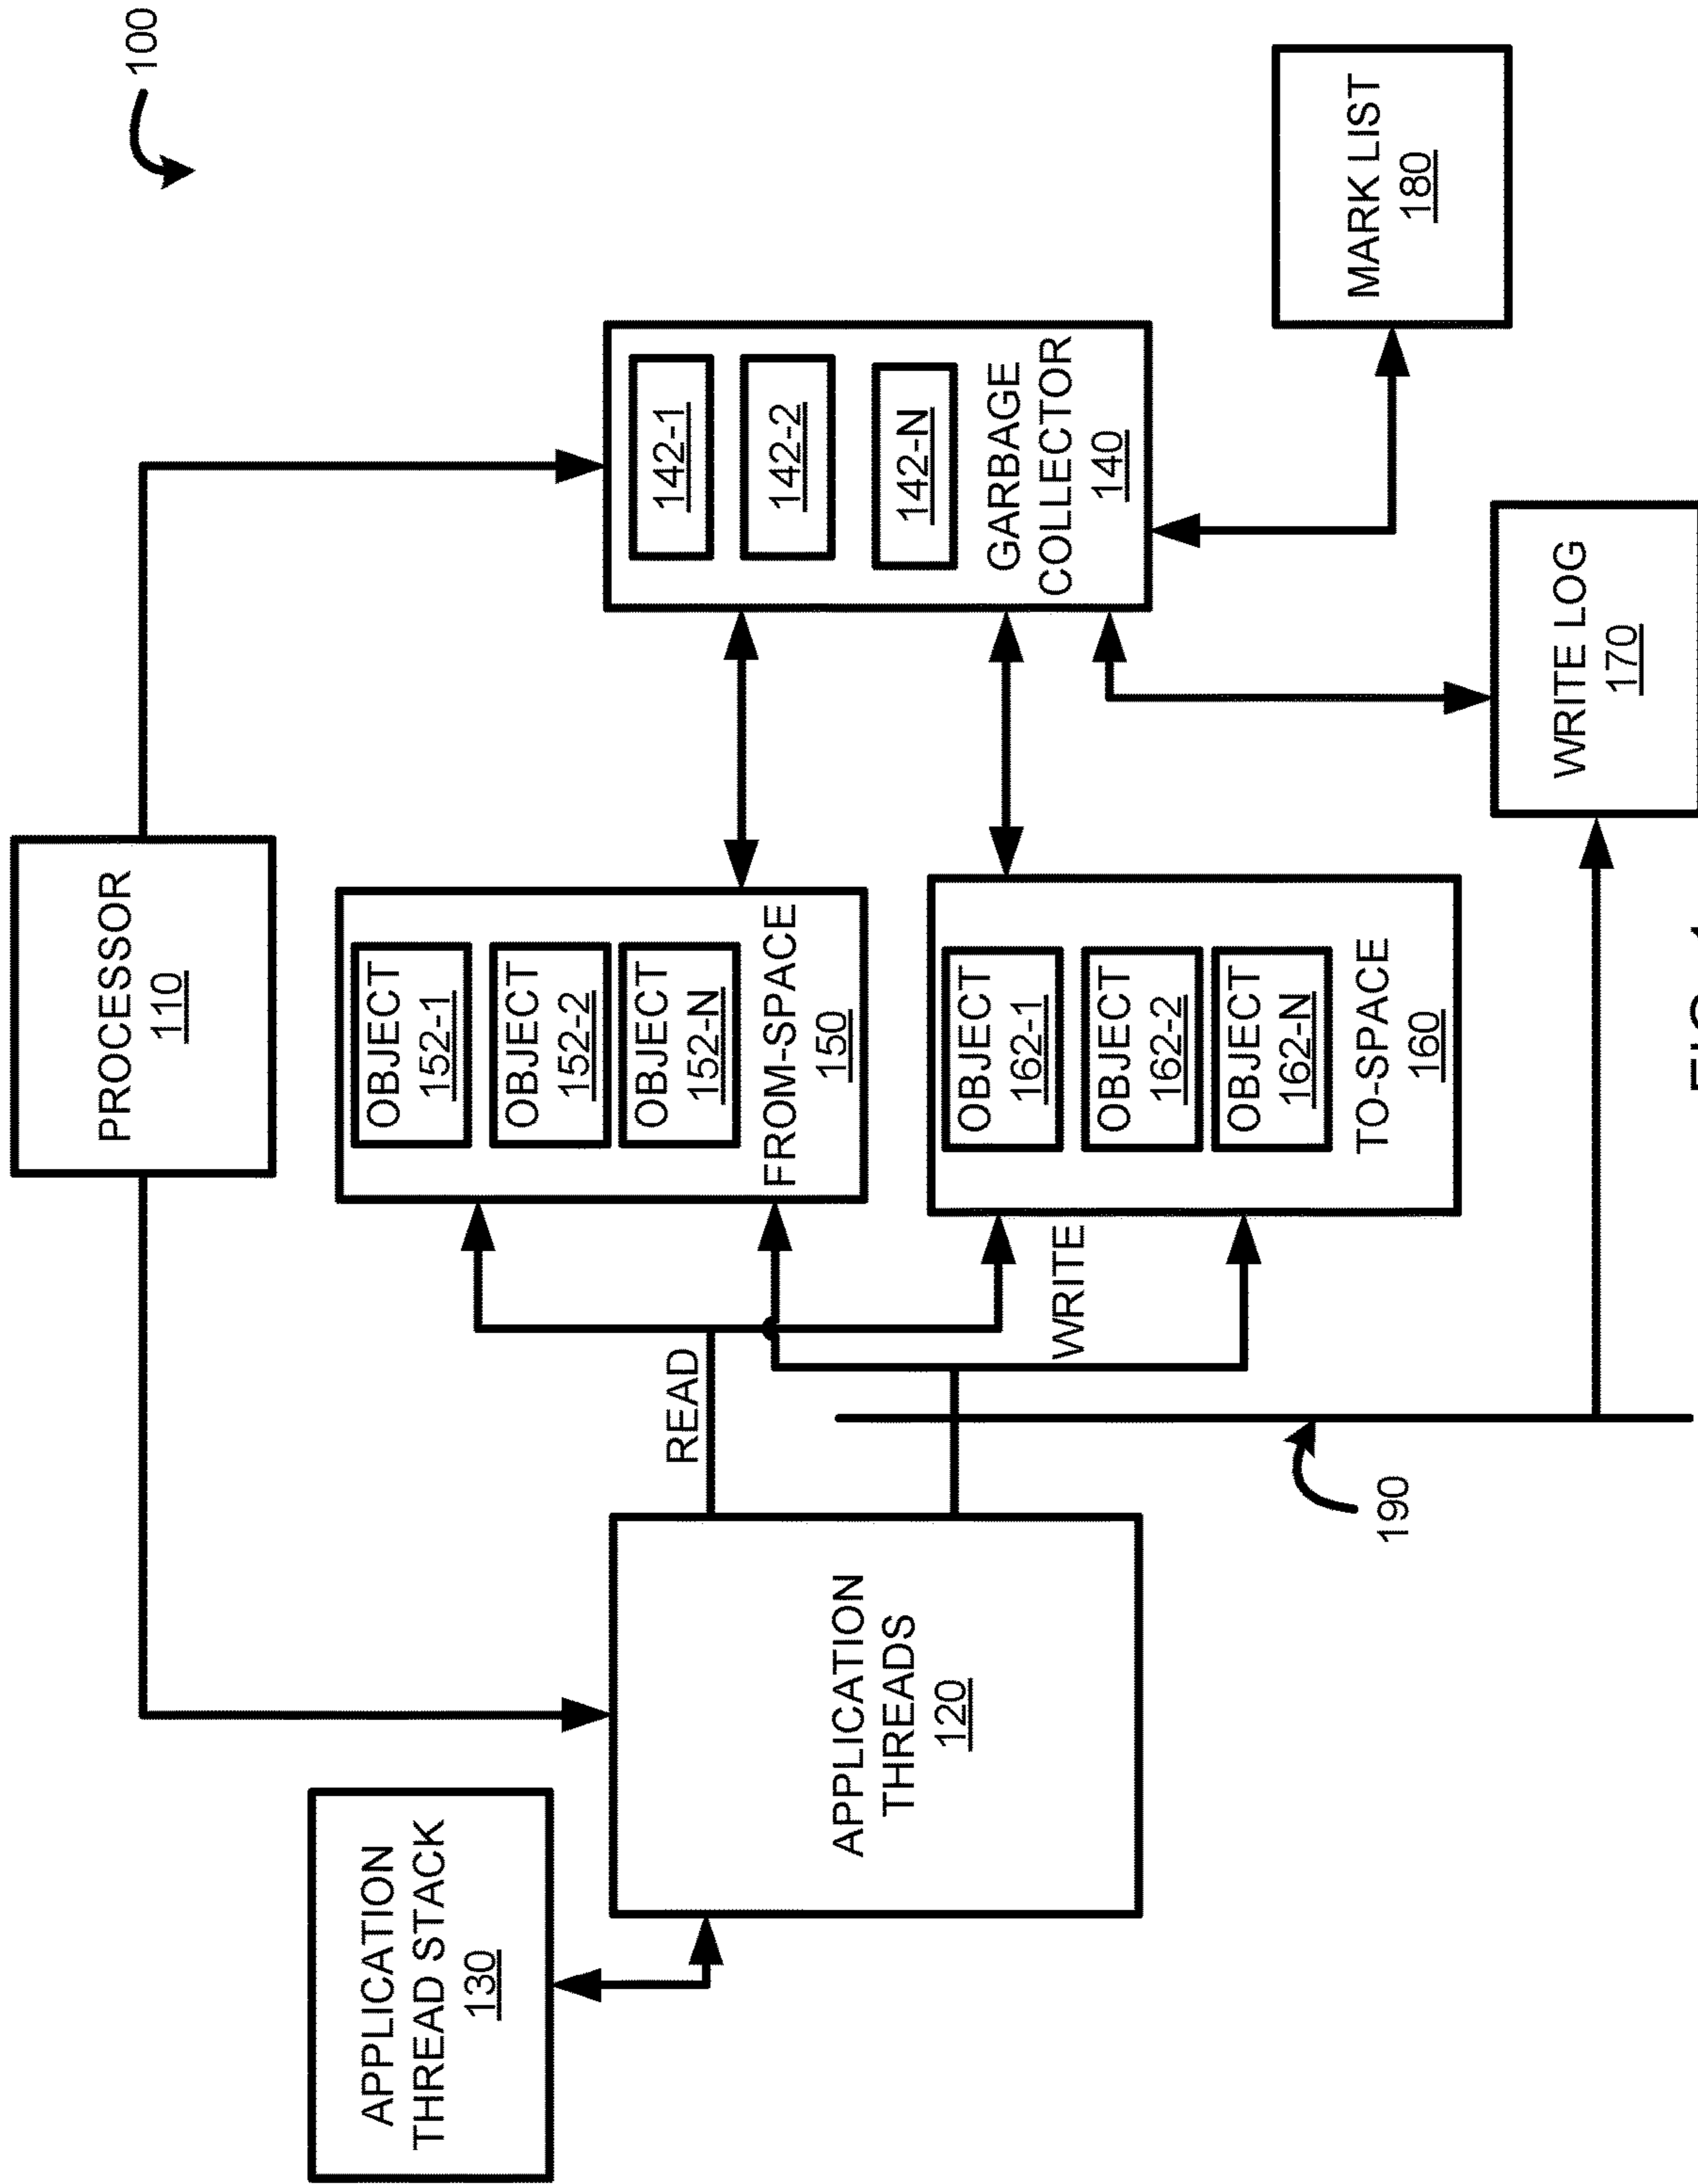 100
PROCESSOR
110
APPLICATION
THREAD STACK
130
OBJECT
152-1
OBJECT
152-2
OBJECT
152-N
FROM-SPACE
150
142-1
142-2
142-N
GARBAGE
COLLECTOR
140
READ
APPLICATION
THREADS
120
WRITE
OBJECT
162-1
OBJECT
162-2
OBJECT
162-N
TO-SPACE
160
MARK LIST
180
190
WRITE LOG
170